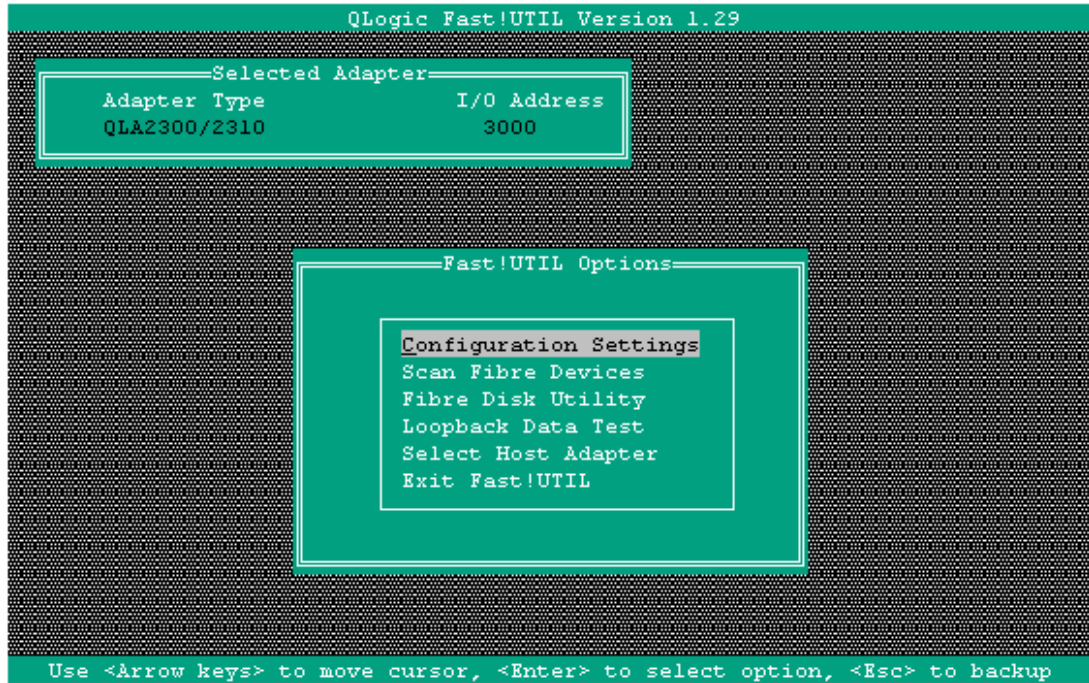 QLogic Fast!UTIL Version 1.29
Selected Adapter
Adapter Type I/O Address
QLA2300/2310 3000
Fast!UTIL Options
Configuration Settings
Scan Fibre Devices
Fibre Disk Utility
Loopback Data Test
Select Host Adapter
Exit Fast!UTIL
Use <Arrow keys> to move cursor, <Enter> to select option, <Esc> to backup